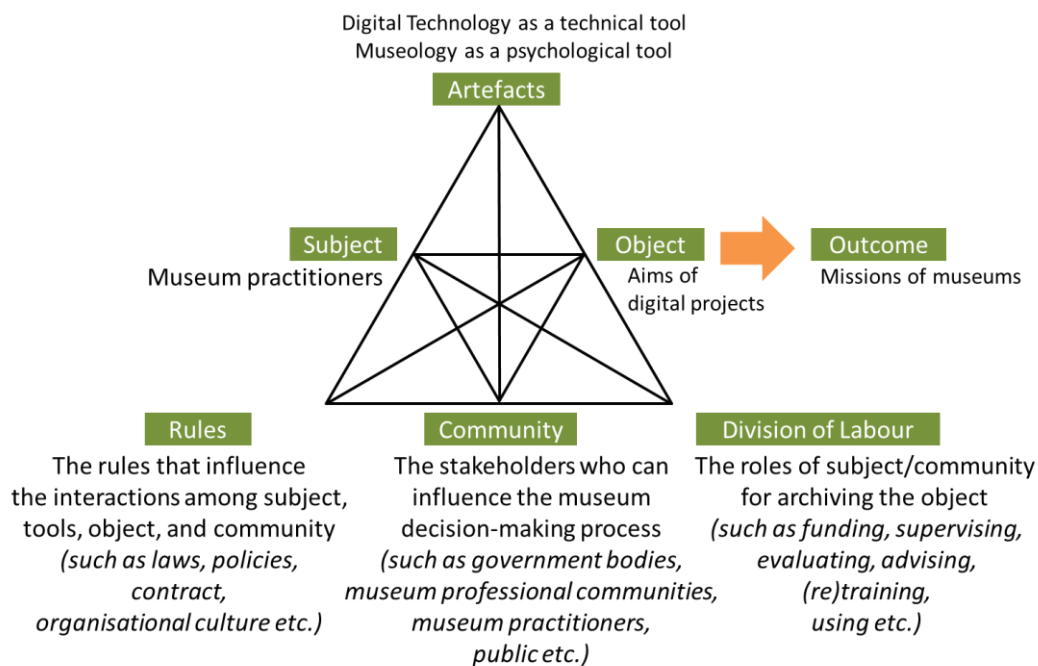 Digital Technology as a technical tool
Museology as a psychological tool
Artefacts
Subject
Museum practitioners
Object
Aims of
digital projects
Outcome
Missions of museums
Rules
The rules that influence
the interactions among subject,
tools, object, and community
(such as laws, policies,
contract,
organisational culture etc.)
Community
The stakeholders who can
influence the museum
decision-making process
(such as government bodies,
museum professional communities,
museum practitioners,
public etc.)
Division of Labour
The roles of subject/community
for archiving the object
(such as funding, supervising,
evaluating, advising,
(re)training,
using etc.)